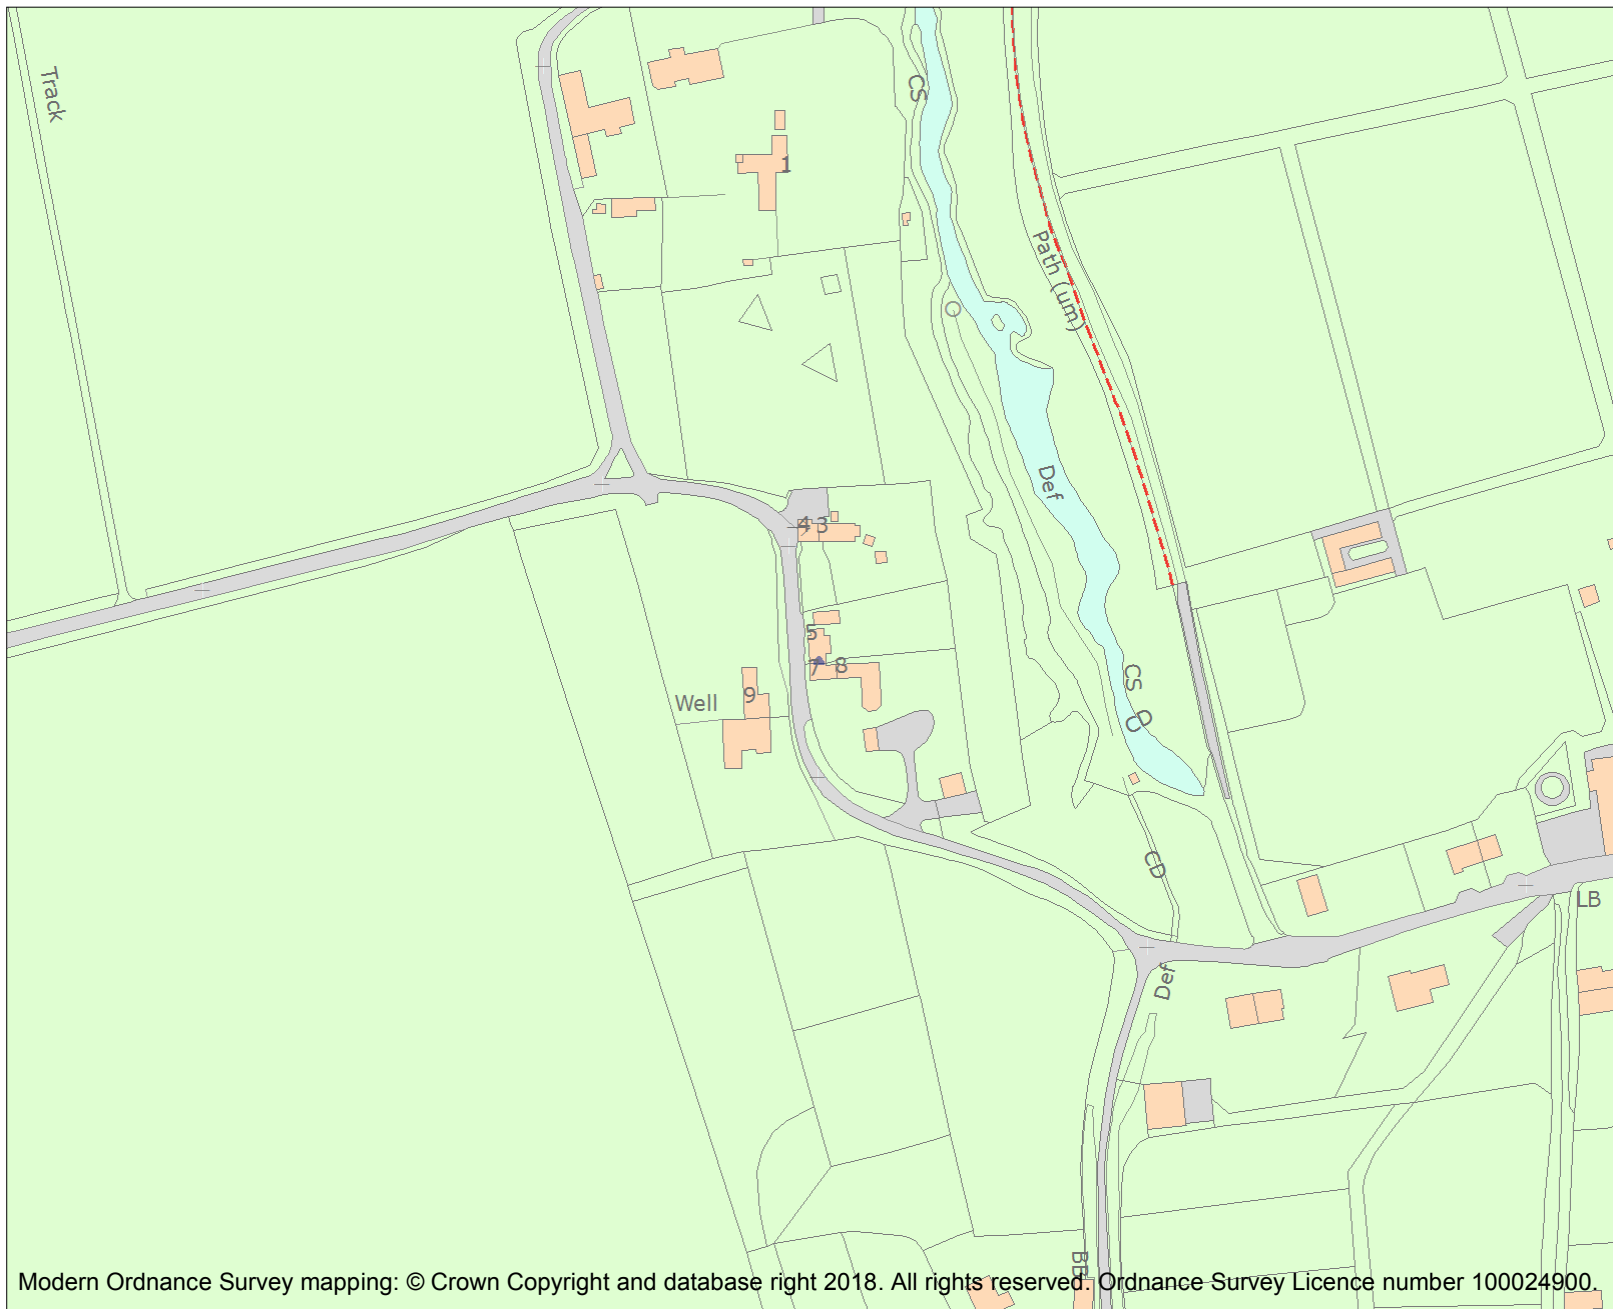 Track
CS
1
Path (um)
Def
4 3
5
7 8
Well 9
CS
CD
CD
LB
Def
BB
Modern Ordnance Survey mapping: © Crown Copyright and database right 2018. All rights reserved. Ordnance Survey Licence number 100024900.